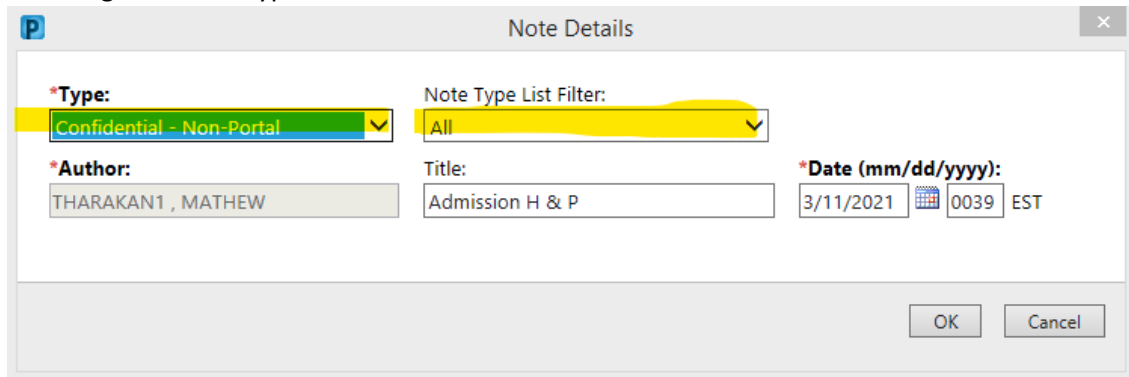 Note Details
*Type:
Note Type List Filter:
Confidential - Non-Portal
All
*Author:
Title:
*Date (mm/dd/yyyy):
THARAKAN1 , MATHEW
Admission H & P
3/11/2021
0039
EST
OK
Cancel